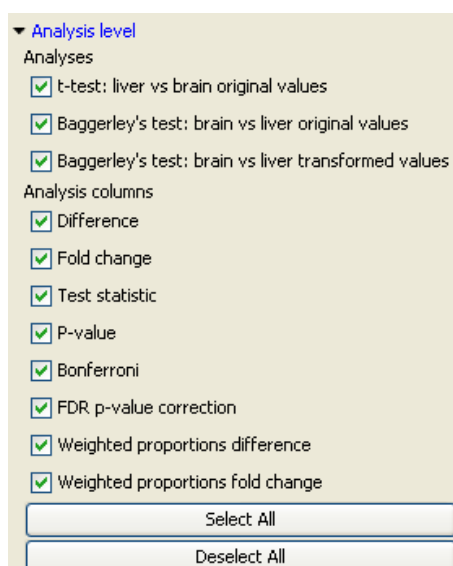 Analysis level
Analyses
t-test: liver vs brain original values
Baggerley's test: brain vs liver original values
Baggerley's test: brain vs liver transformed values
Analysis columns
Difference
Fold change
Test statistic
P-value
Bonferroni
FDR p-value correction
Weighted proportions difference
Weighted proportions fold change
Select All
Deselect All